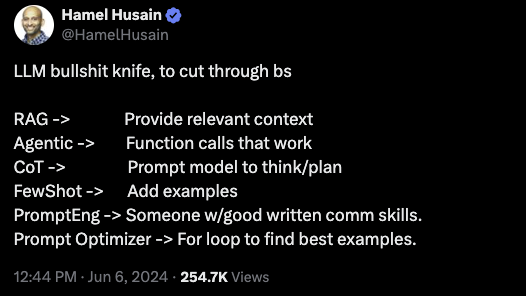 Hamel Husain
@HamelHusain
LLM bullshit knife, to cut through bs
RAG -> Provide relevant context
Agentic -> Function calls that work
CoT -> Prompt model to think/plan
FewShot -> Add examples
PromptEng -> Someone w/good written comm skills.
Prompt Optimizer -> For loop to find best examples.
12:44 PM · Jun 6, 2024 · 254.7K Views